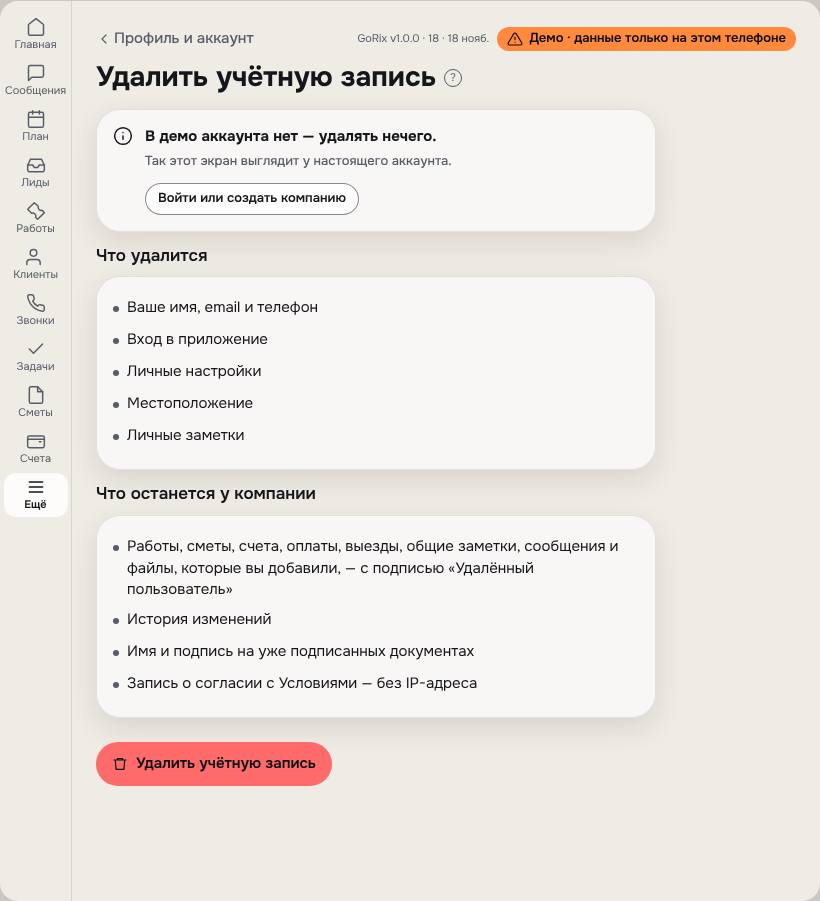 Главная
Сообщения
План
Лиды
Работы
Клиенты
Звонки
Задачи
Сметы
Счета
Ещё
Профиль и аккаунт
GoRix v1.0.0 · 18 · 18 нояб.
Демо · данные только на этом телефоне
Удалить учётную запись
?
В демо аккаунта нет — удалять нечего.
Так этот экран выглядит у настоящего аккаунта.
Войти или создать компанию
Что удалится
Ваше имя, email и телефон
Вход в приложение
Личные настройки
Местоположение
Личные заметки
Что останется у компании
Работы, сметы, счета, оплаты, выезды, общие заметки, сообщения и
файлы, которые вы добавили, — с подписью «Удалённый
пользователь»
История изменений
Имя и подпись на уже подписанных документах
Запись о согласии с Условиями — без IP-адреса
Удалить учётную запись